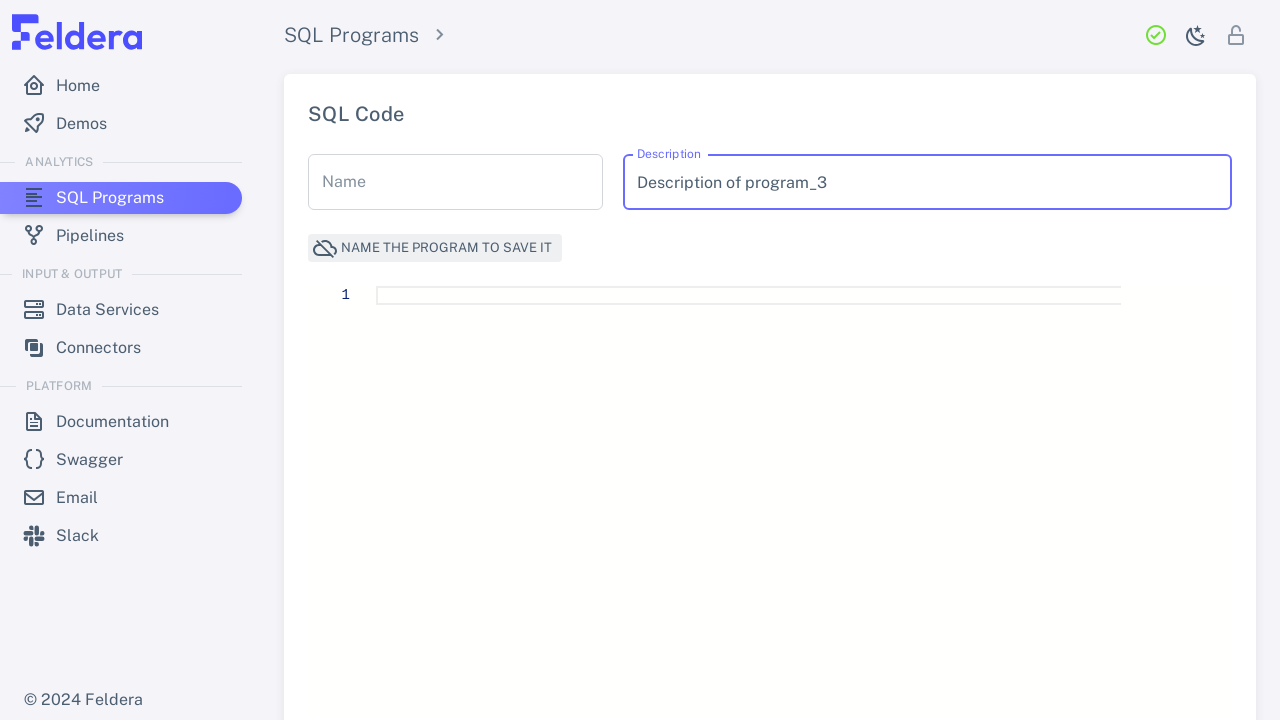 Feldera
Home
Demos
ANALYTICS
SQL Programs
Pipelines
INPUT & OUTPUT
Data Services
Connectors
PLATFORM
Documentation
Swagger
Email
Slack
© 2024 Feldera
SQL Programs
SQL Code
Name
Description
Description of program_3
NAME THE PROGRAM TO SAVE IT
1